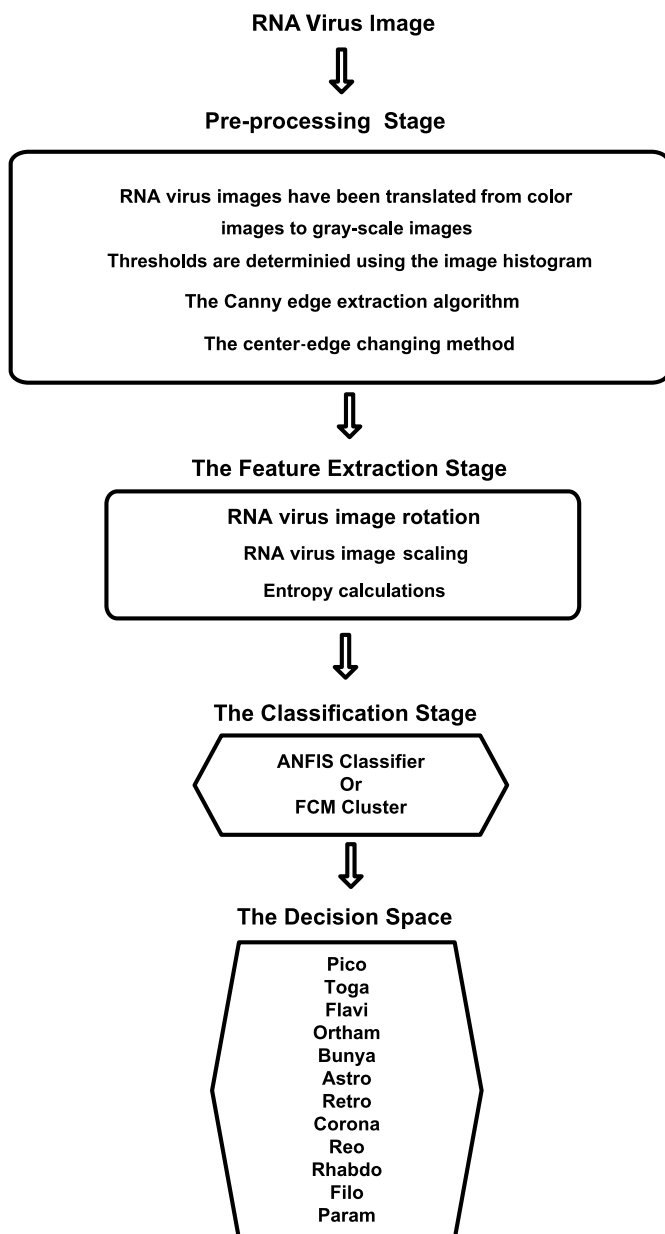 RNA Virus Image
Pre-processing Stage
RNA virus images have been translated from color
images to gray-scale images
Thresholds are determinied using the image histogram
The Canny edge extraction algorithm
The center-edge changing method
The Feature Extraction Stage
RNA virus image rotation
RNA virus image scaling
Entropy calculations
The Classification Stage
ANFIS Classifier
Or
FCM Cluster
The Decision Space
Pico
Toga
Flavi
Ortham
Bunya
Astro
Retro
Corona
Reo
Rhabdo
Filo
Param